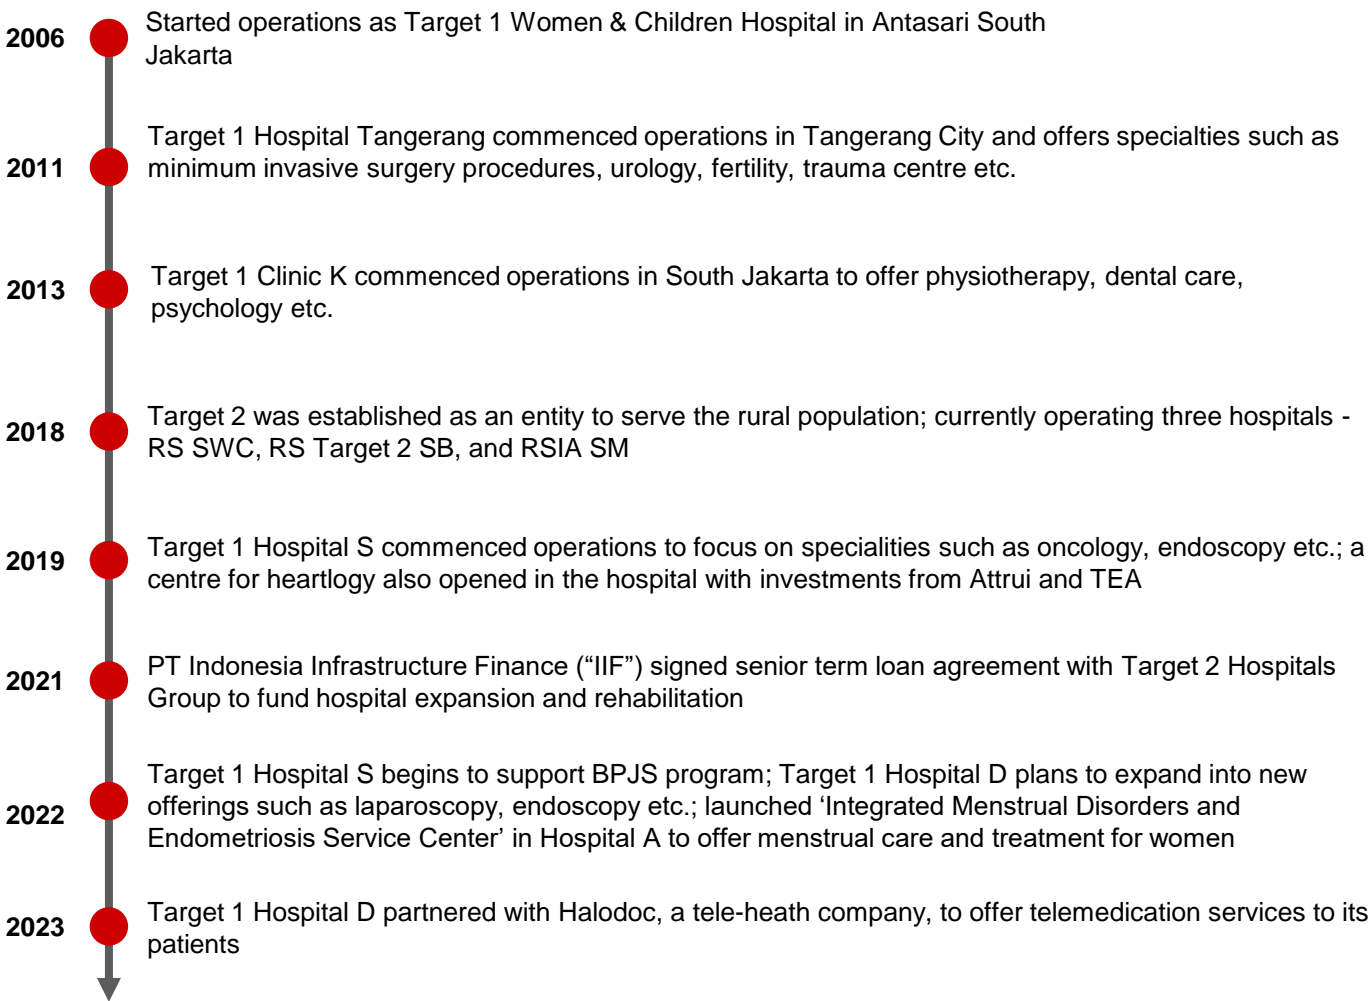 2006
Started operations as Target 1 Women & Children Hospital in Antasari South
Jakarta
2011
Target 1 Hospital Tangerang commenced operations in Tangerang City and offers specialties such as
minimum invasive surgery procedures, urology, fertility, trauma centre etc.
2013
Target 1 Clinic K commenced operations in South Jakarta to offer physiotherapy, dental care,
psychology etc.
2018
Target 2 was established as an entity to serve the rural population; currently operating three hospitals -
RS SWC, RS Target 2 SB, and RSIA SM
2019
Target 1 Hospital S commenced operations to focus on specialities such as oncology, endoscopy etc.; a
centre for heartlogy also opened in the hospital with investments from Attrui and TEA
2021
PT Indonesia Infrastructure Finance (“IIF”) signed senior term loan agreement with Target 2 Hospitals
Group to fund hospital expansion and rehabilitation
2022
Target 1 Hospital S begins to support BPJS program; Target 1 Hospital D plans to expand into new
offerings such as laparoscopy, endoscopy etc.; launched ‘Integrated Menstrual Disorders and
Endometriosis Service Center’ in Hospital A to offer menstrual care and treatment for women
2023
Target 1 Hospital D partnered with Halodoc, a tele-heath company, to offer telemedication services to its
patients